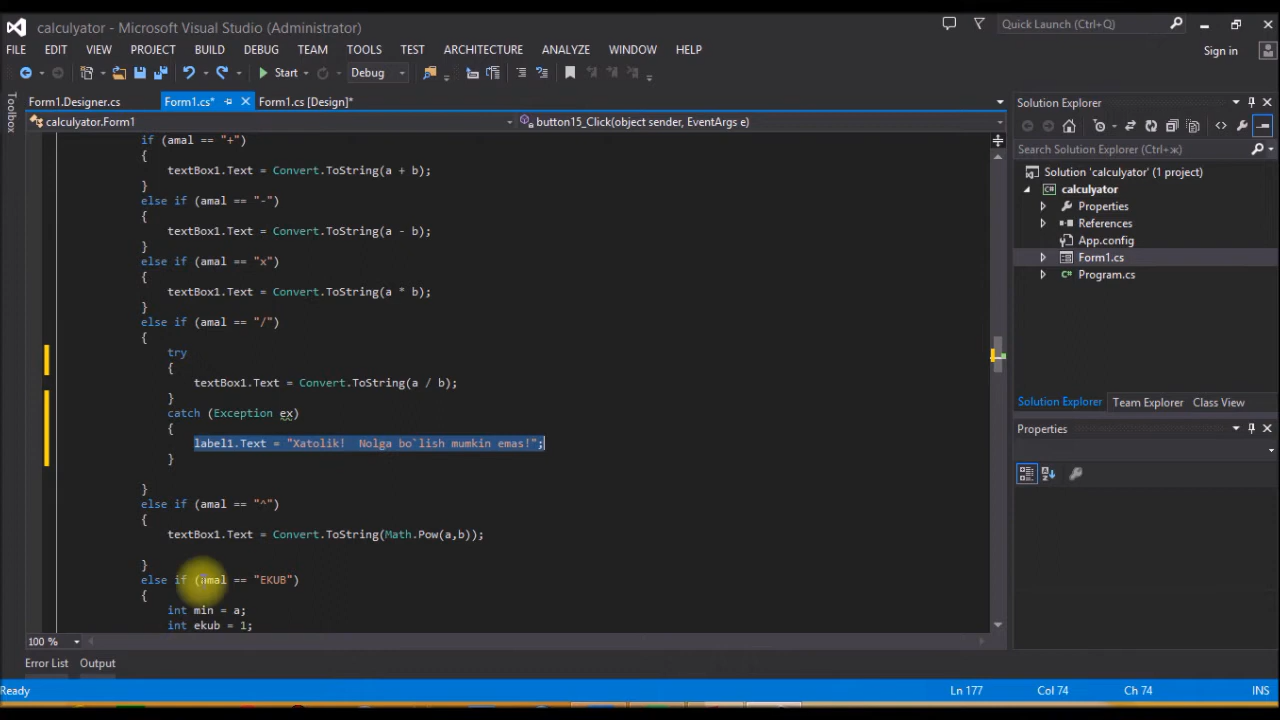 calculyator - Microsoft Visual Studio (Administrator)
Quick Launch (Ctrl+Q)
FILE EDIT VIEW PROJECT BUILD DEBUG TEAM TOOLS TEST ARCHITECTURE ANALYZE WINDOW HELP
Sign in
Start Debug
Toolbox
Form1.Designer.cs Form1.cs* Form1.cs [Design]*
calculyator.Form1 button15_Click(object sender, EventArgs e)
if (amal == "+")
{
textBox1.Text = Convert.ToString(a + b);
}
else if (amal == "-")
{
textBox1.Text = Convert.ToString(a - b);
}
else if (amal == "x")
{
textBox1.Text = Convert.ToString(a * b);
}
else if (amal == "/")
{
try
{
textBox1.Text = Convert.ToString(a / b);
}
catch (Exception ex)
{
label1.Text = "Xatolik!  Nolga bo`lish mumkin emas!";
}
}
else if (amal == "^")
{
textBox1.Text = Convert.ToString(Math.Pow(a,b));
}
else if (amal == "EKUB")
{
int min = a;
int ekub = 1;
100 %
Solution Explorer
Search Solution Explorer (Ctrl+ж)
Solution 'calculyator' (1 project)
calculyator
Properties
References
App.config
Form1.cs
Program.cs
Solution Explorer Team Explorer Class View
Properties
Error List Output
Ready Ln 177 Col 74 Ch 74 INS